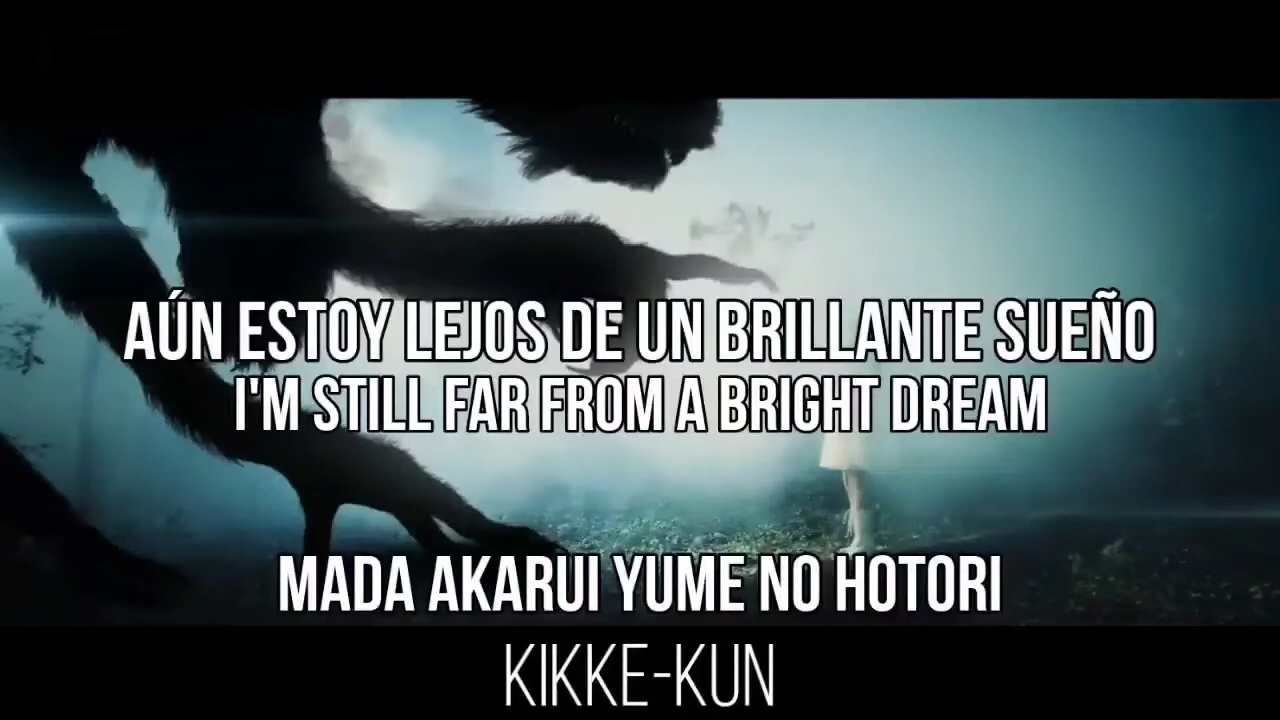 AÚN ESTOY LEJOS DE UN BRILLANTE SUEÑO
I'M STILL FAR FROM A BRIGHT DREAM
MADA AKARUI YUME NO HOTORI
KIKKE-KUN